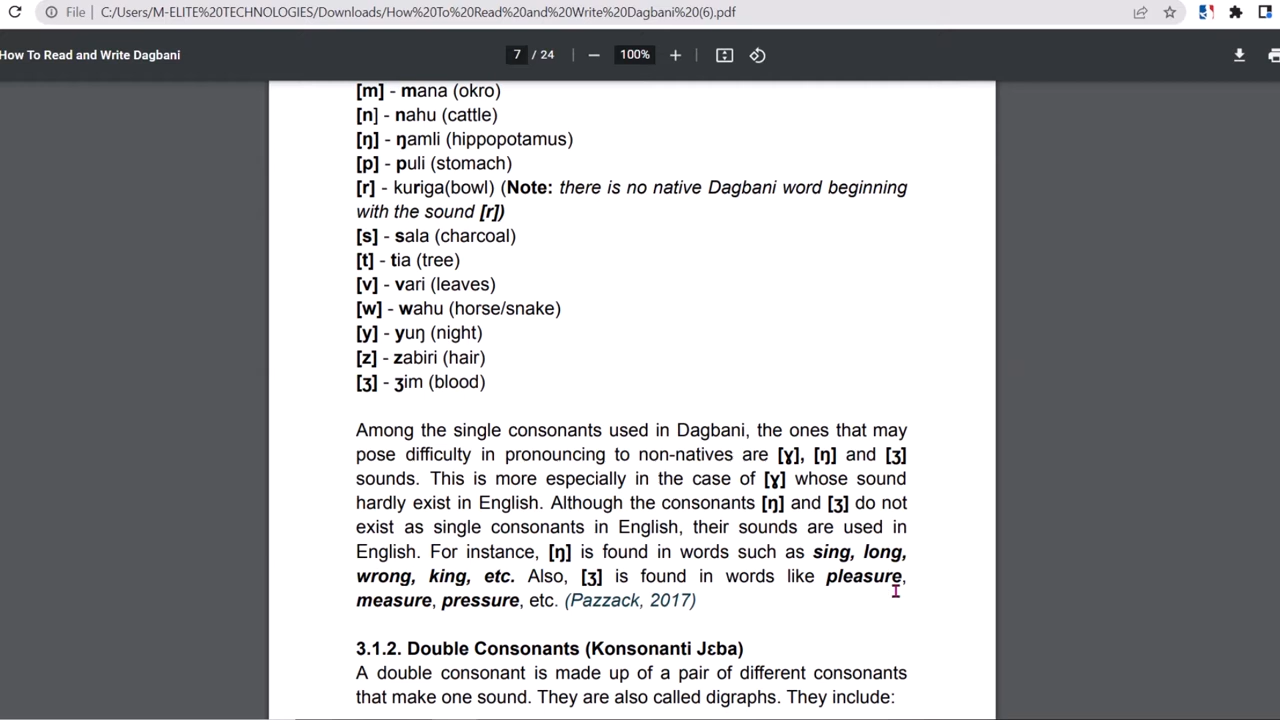 File
C:/Users/M-ELITE%20TECHNOLOGIES/Downloads/How%20To%20Read%20and%20Write%20Dagbani%20(6).pdf
How To Read and Write Dagbani
7 / 24
100%
[m] - mana (okro)
[n] - nahu (cattle)
[ŋ] - ŋamli (hippopotamus)
[p] - puli (stomach)
[r] - kuriga(bowl) (Note: there is no native Dagbani word beginning
with the sound [r])
[s] - sala (charcoal)
[t] - tia (tree)
[v] - vari (leaves)
[w] - wahu (horse/snake)
[y] - yuŋ (night)
[z] - zabiri (hair)
[ʒ] - ʒim (blood)
Among the single consonants used in Dagbani, the ones that may
pose difficulty in pronouncing to non-natives are [ɣ], [ŋ] and [ʒ]
sounds. This is more especially in the case of [ɣ] whose sound
hardly exist in English. Although the consonants [ŋ] and [ʒ] do not
exist as single consonants in English, their sounds are used in
English. For instance, [ŋ] is found in words such as sing, long,
wrong, king, etc. Also, [ʒ] is found in words like pleasure,
measure, pressure, etc. (Pazzack, 2017)
3.1.2. Double Consonants (Konsonanti Jɛba)
A double consonant is made up of a pair of different consonants
that make one sound. They are also called digraphs. They include: